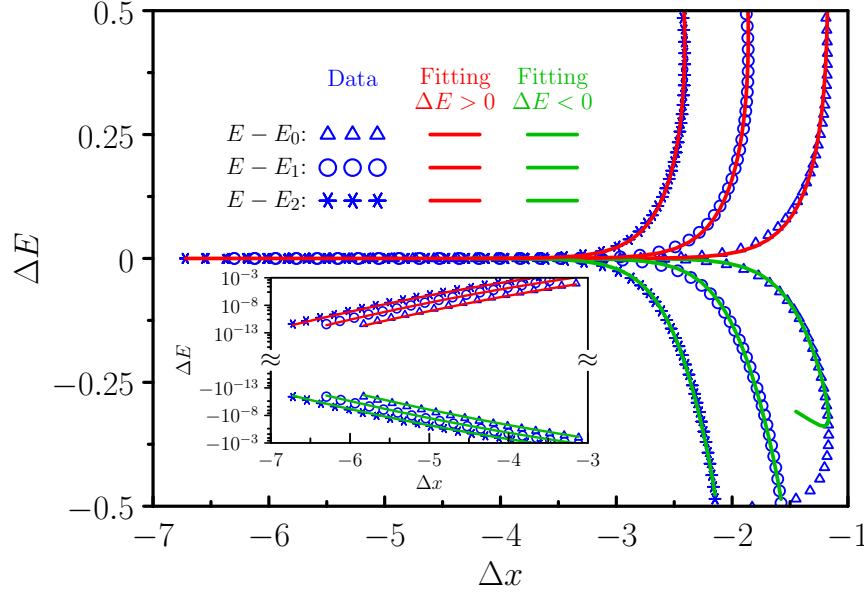 0.5
0.25
0
−0.25
−0.5
ΔE
Data Fitting Fitting
ΔE > 0 ΔE < 0
E − E₀:
E − E₁:
E − E₂:
10⁻³
10⁻⁸
10⁻¹³
≈ ≈
−10⁻¹³
−10⁻⁸
−10⁻³
ΔE
−7 −6 −5 −4 −3
Δx
−7 −6 −5 −4 −3 −2 −1
Δx